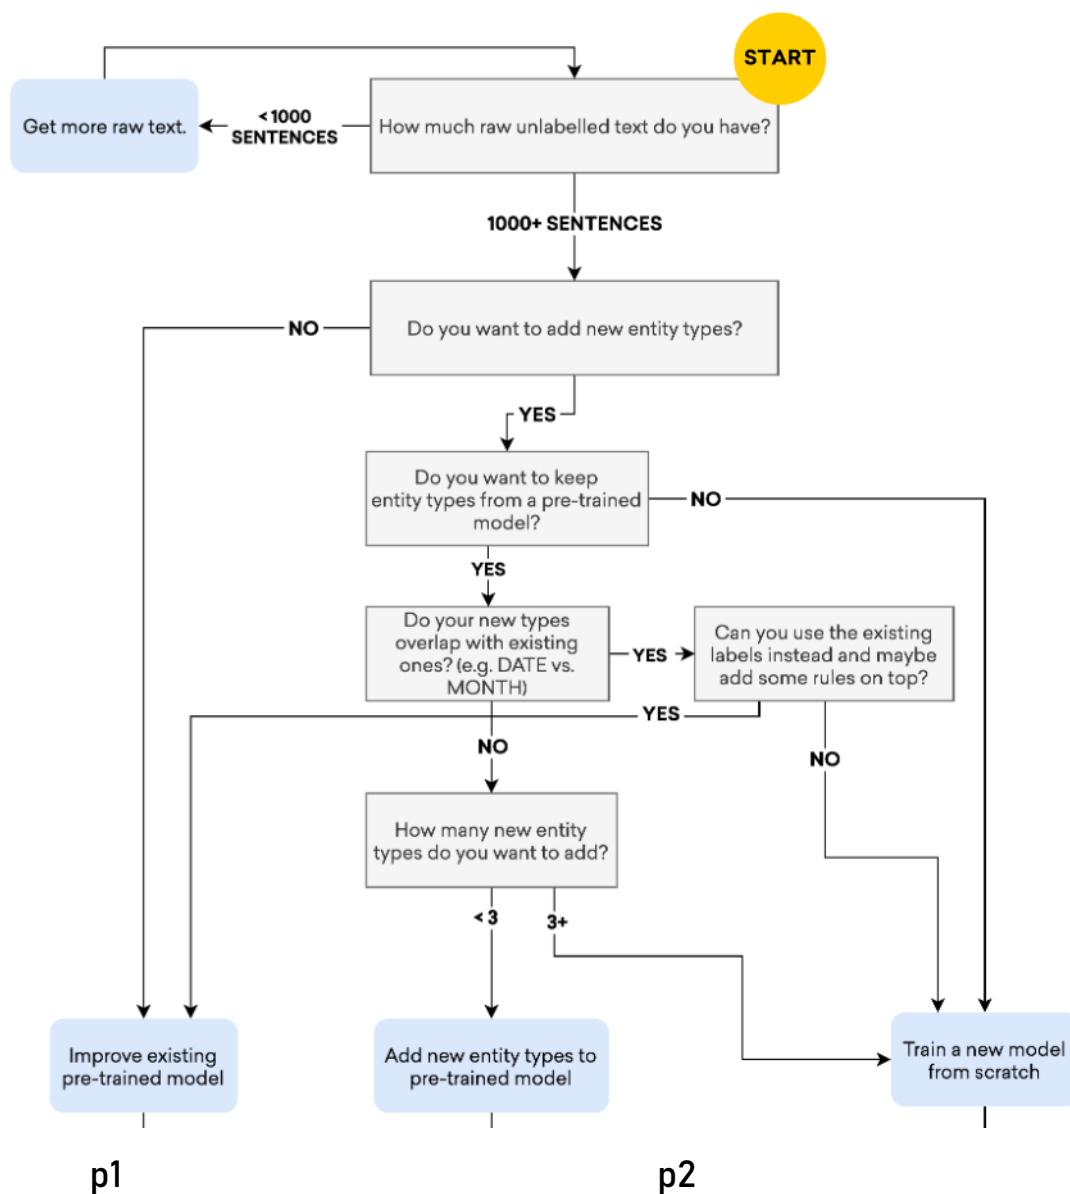 START
How much raw unlabelled text do you have?
< 1000
SENTENCES
Get more raw text.
1000+ SENTENCES
Do you want to add new entity types?
NO
YES
Do you want to keep
entity types from a pre-trained
model?
NO
YES
Do your new types
overlap with existing
ones? (e.g. DATE vs.
MONTH)
YES
Can you use the existing
labels instead and maybe
add some rules on top?
YES
NO
NO
How many new entity
types do you want to add?
< 3
3+
Improve existing
pre-trained model
Add new entity types to
pre-trained model
Train a new model
from scratch
p1
p2